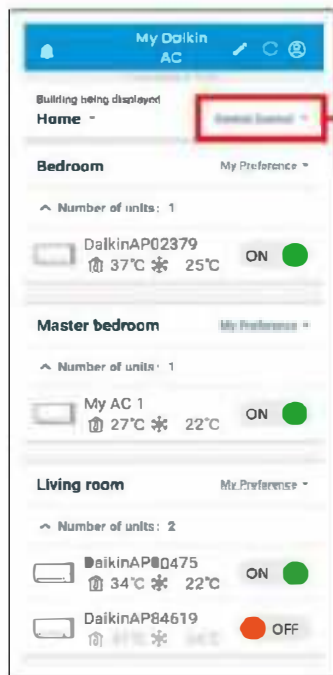 My Daikin
AC
Building being displayed
Home
Bedroom My Preference
Number of units: 1
DaikinAP02379
37°C 25°C ON
Master bedroom My Preference
Number of units: 1
My AC 1
27°C 22°C ON
Living room My Preference
Number of units: 2
DaikinAP00475
34°C 22°C ON
DaikinAP84619
OFF